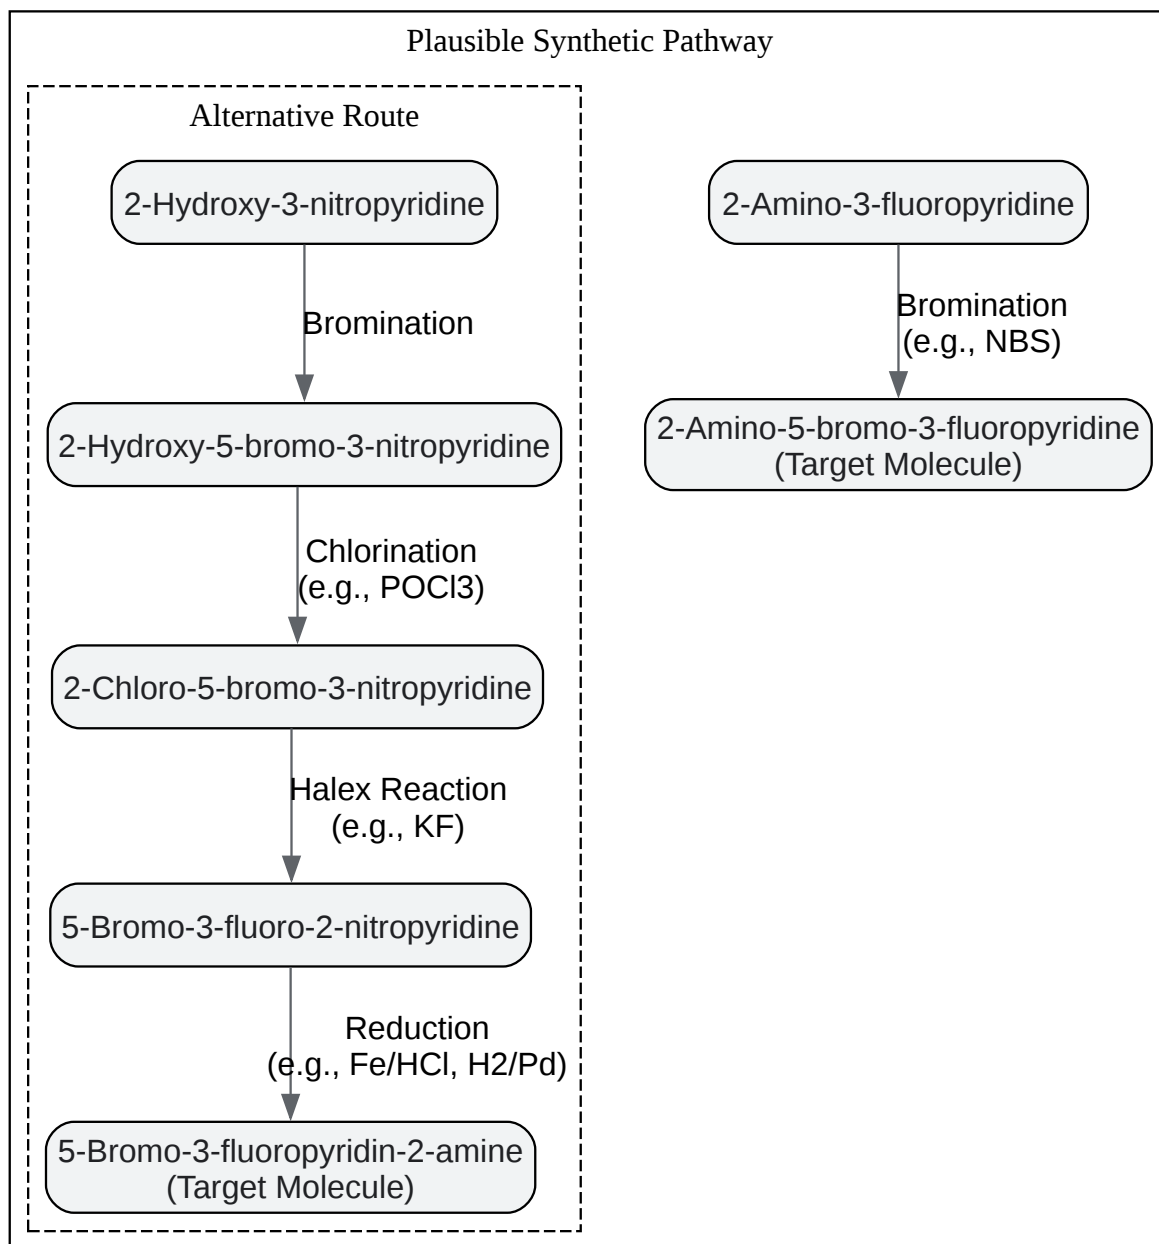 Plausible Synthetic Pathway
Alternative Route
2-Hydroxy-3-nitropyridine
Bromination
2-Hydroxy-5-bromo-3-nitropyridine
Chlorination
(e.g., POCl3)
2-Chloro-5-bromo-3-nitropyridine
Halex Reaction
(e.g., KF)
5-Bromo-3-fluoro-2-nitropyridine
Reduction
(e.g., Fe/HCl, H2/Pd)
5-Bromo-3-fluoropyridin-2-amine
(Target Molecule)
2-Amino-3-fluoropyridine
Bromination
(e.g., NBS)
2-Amino-5-bromo-3-fluoropyridine
(Target Molecule)